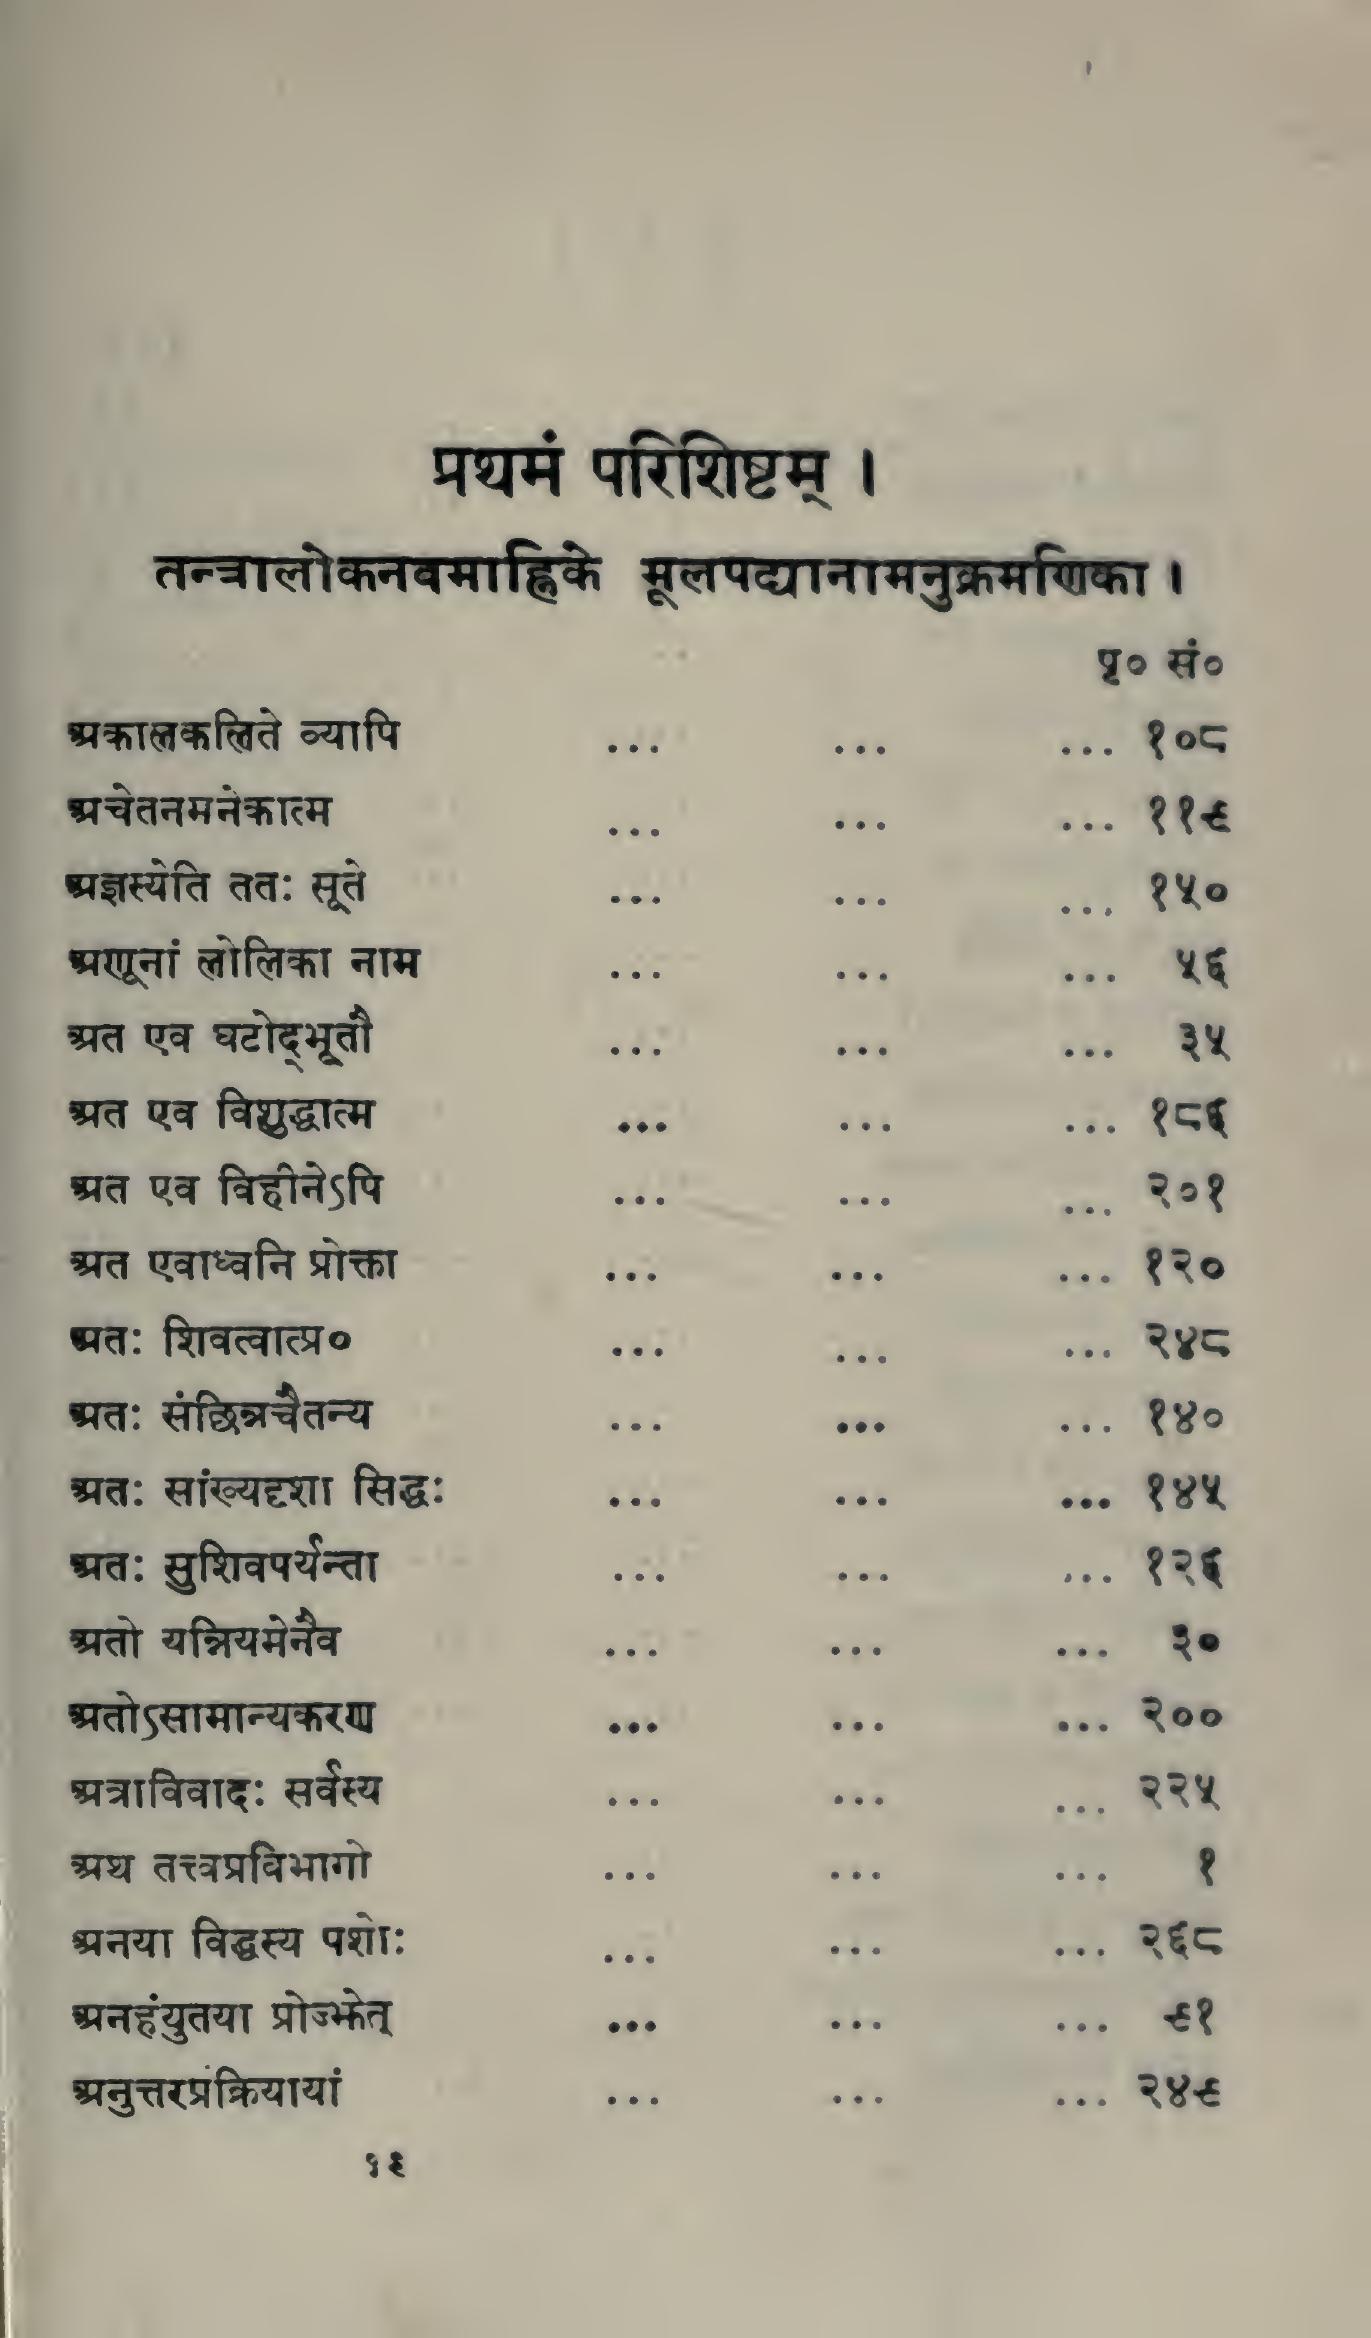 प्रथमं परिशिष्टम् ।
तन्त्रालोकनवमाह्निके मूलपद्यानामनुक्रमणिका ।
पृ० सं०
अकालकलिते व्यापि ... ... ... १०८
अचेतनमनेकात्म ... ... ... ११९
अज्ञस्येति ततः सूते ... ... ... १५०
अणूनां लोलिका नाम ... ... ... ५६
अत एव घटोद्भूतौ ... ... ... ३५
अत एव विशुद्धात्म ... ... ... १८६
अत एव विहीनेऽपि ... ... ... २०१
अत एवाध्वनि प्रोक्ता ... ... ... १२०
अतः शिवत्वात्प्र० ... ... ... २४८
अतः संछिन्नचैतन्य ... ... ... १४०
अतः सांख्यदृशा सिद्धः ... ... ... १४५
अतः सुशिवपर्यन्ता ... ... ... १२६
अतो यन्नियमेनैव ... ... ... ३०
अतोऽसामान्यकरण ... ... ... २००
अत्राविवादः सर्वस्य ... ... ... २२५
अथ तत्त्वप्रविभागो ... ... ... १
अनया विद्धस्य पशोः ... ... ... २६८
अनहंयुतया प्रोज्झेत् ... ... ... ९१
अनुत्तरप्रक्रियायां ... ... ... २४९